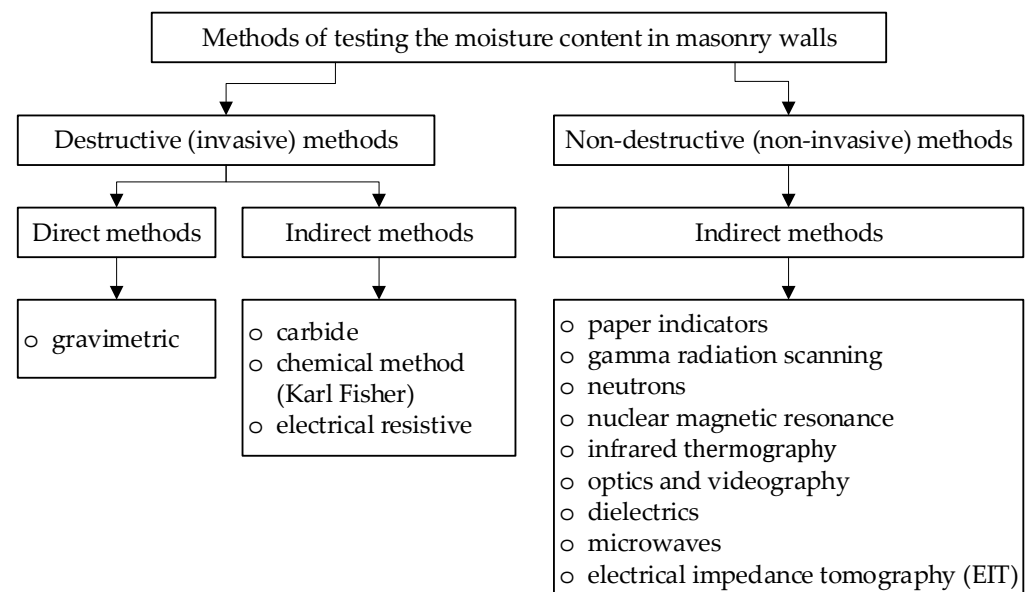 Methods of testing the moisture content in masonry walls
Destructive (invasive) methods
Non-destructive (non-invasive) methods
Direct methods
Indirect methods
Indirect methods
o gravimetric
o carbide
o chemical method
(Karl Fisher)
o electrical resistive
o paper indicators
o gamma radiation scanning
o neutrons
o nuclear magnetic resonance
o infrared thermography
o optics and videography
o dielectrics
o microwaves
o electrical impedance tomography (EIT)